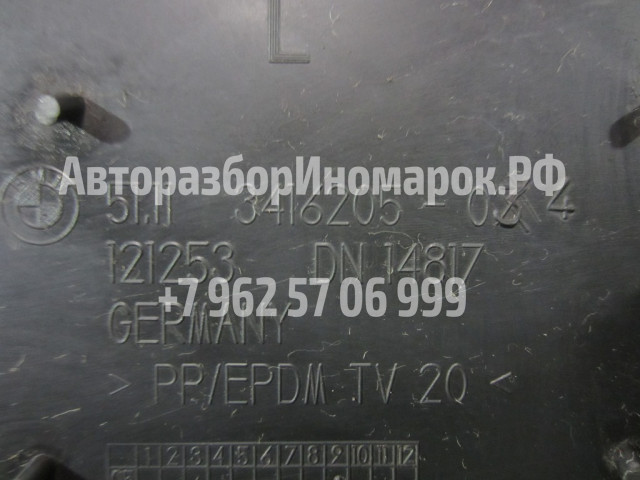 L
АвторазборИномарок.РФ
51.11 3416205 - 03 4
121253 DN 14817
+7 962 57 06 999
GERMANY
> PP/EPDM TV 20 <
1 2 3 4 5 6 7 8 9 10 11 12